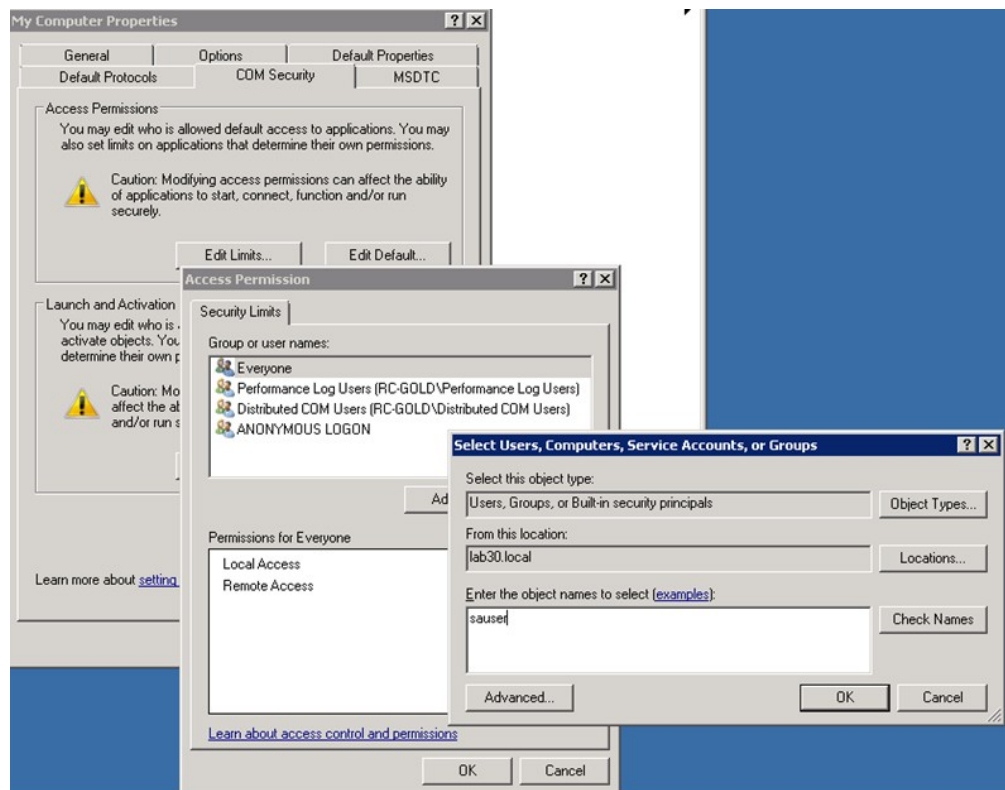 My Computer Properties
General
Options
Default Properties
Default Protocols
COM Security
MSDTC
Access Permissions
You may edit who is allowed default access to applications. You may
also set limits on applications that determine their own permissions.
Caution: Modifying access permissions can affect the ability
of applications to start, connect, function and/or run
securely.
Edit Limits...
Edit Default...
Launch and Activation
You may edit who is
activate objects. You
determine their own
Caution:
affect the
and/or run
Learn more about setting
Access Permission
Security Limits
Group or user names:
Everyone
Performance Log Users (RC-GOLD\Performance Log Users)
Distributed COM Users (RC-GOLD\Distributed COM Users)
ANONYMOUS LOGON
Permissions for Everyone
Local Access
Remote Access
Learn about access control and permissions
OK
Cancel
Select Users, Computers, Service Accounts, or Groups
Select this object type:
Users, Groups, or Built-in security principals
Object Types...
From this location:
lab30.local
Locations...
Enter the object names to select (examples):
sauser
Check Names
Advanced...
OK
Cancel